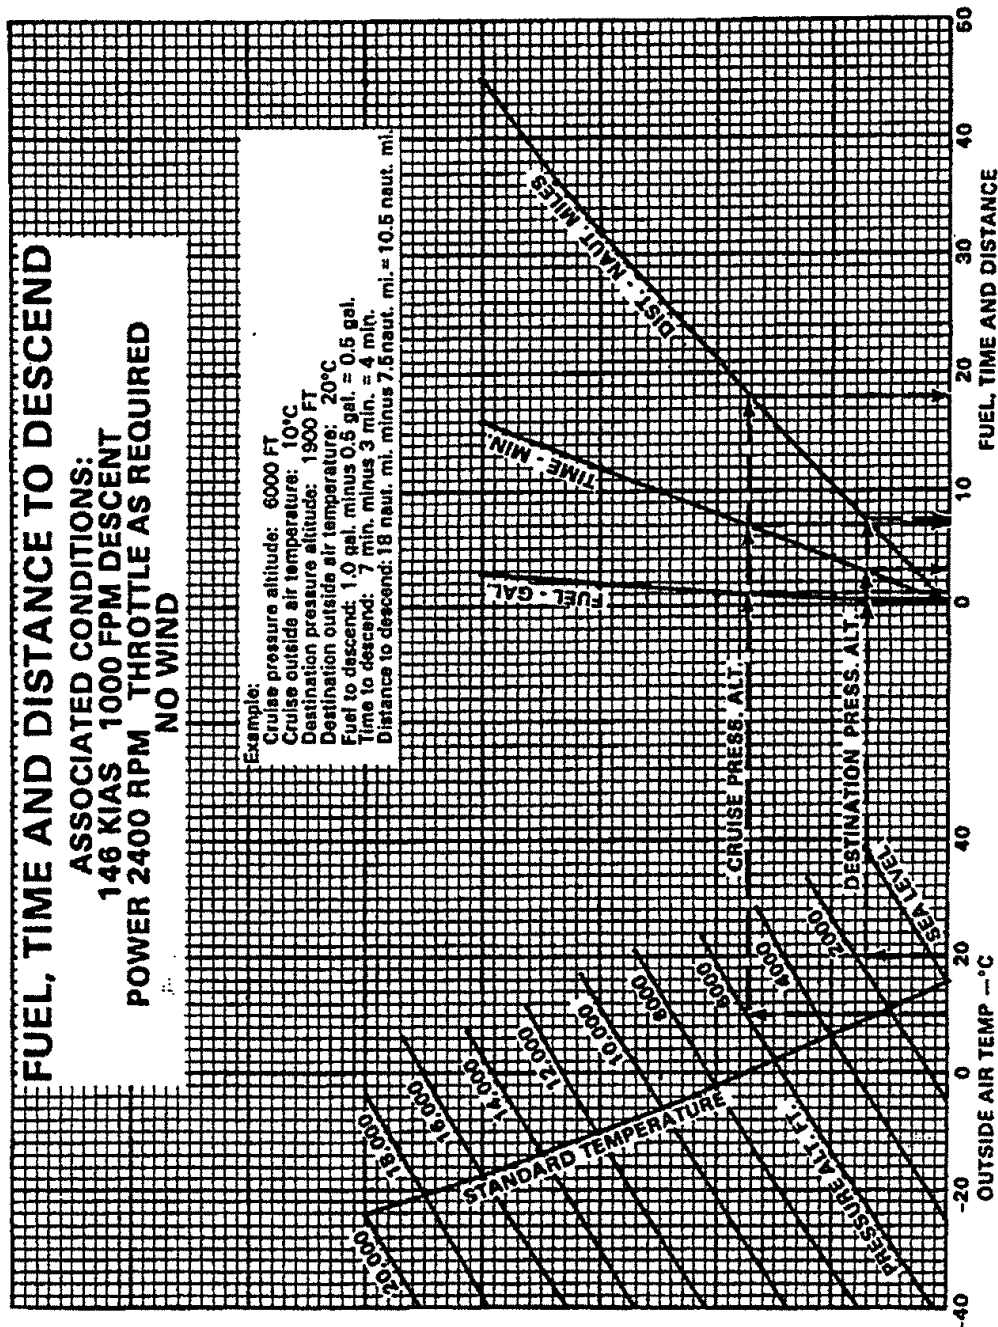 FUEL, TIME AND DISTANCE TO DESCEND
ASSOCIATED CONDITIONS:
146 KIAS 1000 FPM DESCENT
POWER 2400 RPM THROTTLE AS REQUIRED
NO WIND
Example:
Cruise pressure altitude: 6000 FT
Cruise outside air temperature: 10°C
Destination pressure altitude: 1900 FT
Destination outside air temperature: 20°C
Fuel to descend: 1.0 gal. minus 0.5 gal. = 0.5 gal.
Time to descend: 7 min. minus 3 min. = 4 min.
Distance to descend: 18 naut. mi. minus 7.5 naut. mi. = 10.5 naut. mi.
20,000
18,000
16,000
14,000
12,000
10,000
8000
6000
4000
2000
SEA LEVEL
STANDARD TEMPERATURE
PRESSURE ALT. FT.
CRUISE PRESS. ALT.
DESTINATION PRESS. ALT.
FUEL - GAL
TIME - MIN.
DIST. - NAUT. MILES
-40 -20 0 20 40 0 10 20 30 40 50
OUTSIDE AIR TEMP — °C
FUEL, TIME AND DISTANCE